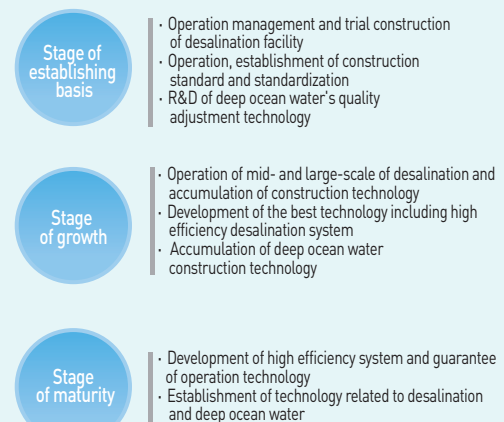 Stage of
establishing
basis
· Operation management and trial construction
of desalination facility
· Operation, establishment of construction
standard and standardization
· R&D of deep ocean water's quality
adjustment technology
Stage
of growth
· Operation of mid- and large-scale of desalination and
accumulation of construction technology
· Development of the best technology including high
efficiency desalination system
· Accumulation of deep ocean water
construction technology
Stage
of maturity
· Development of high efficiency system and guarantee
of operation technology
· Establishment of technology related to desalination
and deep ocean water